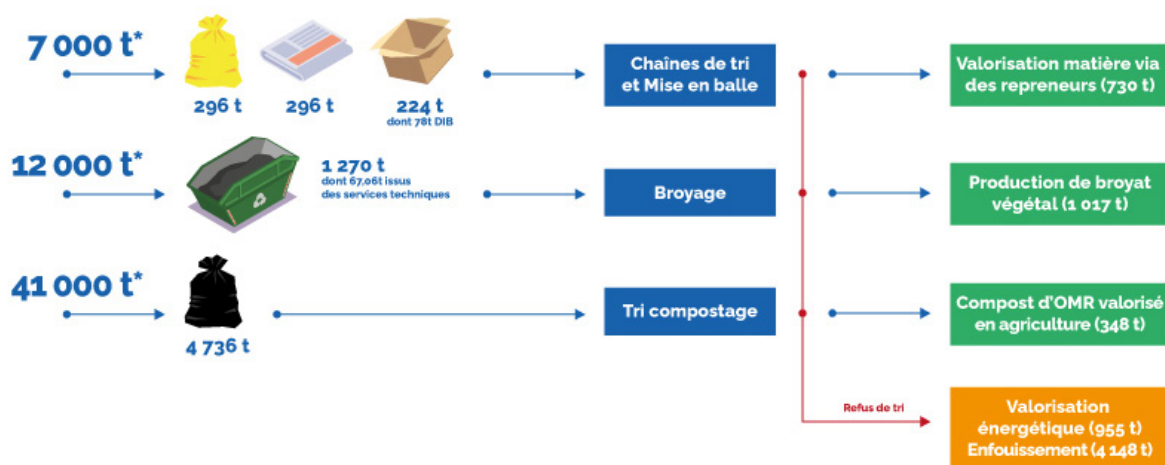 7 000 t*
296 t
296 t
224 t
dont 78t DIB
Chaînes de tri
et Mise en balle
Valorisation matière via
des repreneurs (730 t)
12 000 t*
1 270 t
dont 67,06t issus
des services techniques
Broyage
Production de broyat
végétal (1 017 t)
41 000 t*
4 736 t
Tri compostage
Compost d'OMR valorisé
en agriculture (348 t)
Refus de tri
Valorisation
énergétique (955 t)
Enfouissement (4 148 t)